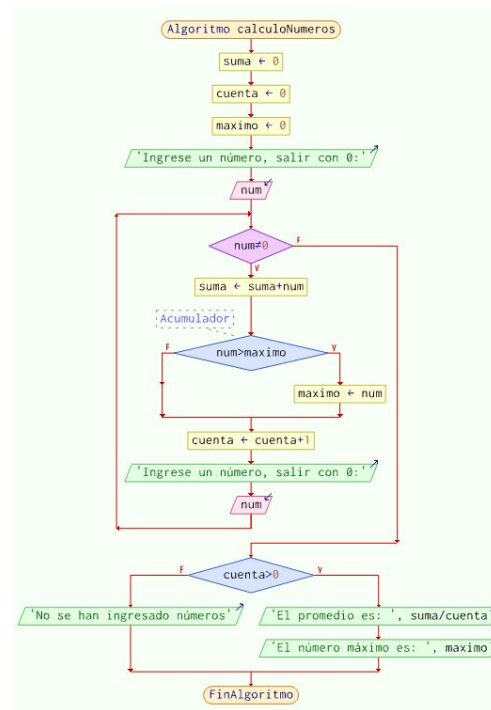 Algoritmo calculoNumeros
suma ← 0
cuenta ← 0
maximo ← 0
'Ingrese un número, salir con 0:'
num
num≠0
F
V
suma ← suma+num
Acumulador
F
num>maximo
V
maximo ← num
cuenta ← cuenta+1
'Ingrese un número, salir con 0:'
num
F
cuenta>0
V
'No se han ingresado números'
'El promedio es: ', suma/cuenta
'El número máximo es: ', maximo
FinAlgoritmo